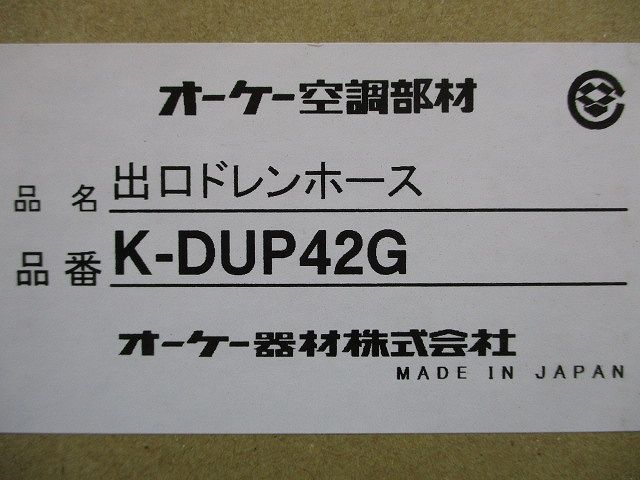 オーケー空調部材
品名 出口ドレンホース
品番 K-DUP42G
オーケー器材株式会社
MADE IN JAPAN